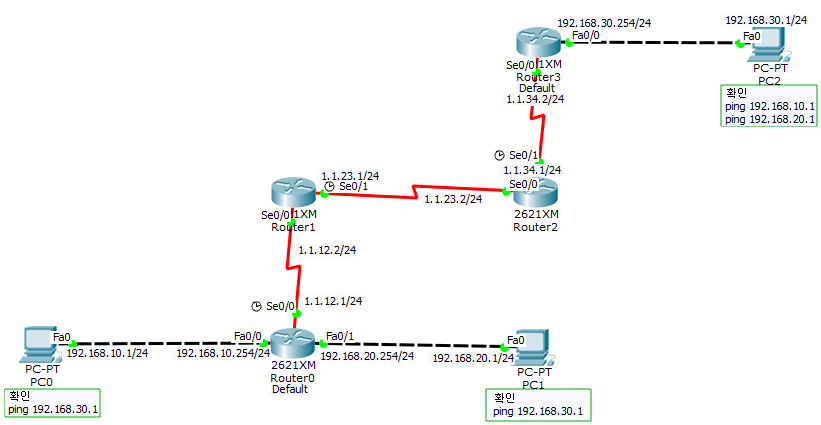 192.168.30.254/24
192.168.30.1/24
Fa0/0
Fa0
Se0/0
1XM
Router3
Default
PC-PT
PC2
1.1.34.2/24
확인
ping 192.168.10.1
ping 192.168.20.1
Se0/1
1.1.34.1/24
1.1.23.1/24
Se0/1
Se0/0
1.1.23.2/24
Se0/0
1XM
Router1
2621XM
Router2
1.1.12.2/24
Se0/0
1.1.12.1/24
Fa0
Fa0/0
Fa0/1
Fa0
192.168.10.1/24
192.168.10.254/24
192.168.20.254/24
192.168.20.1/24
PC-PT
PC0
2621XM
Router0
Default
PC-PT
PC1
확인
ping 192.168.30.1
확인
ping 192.168.30.1